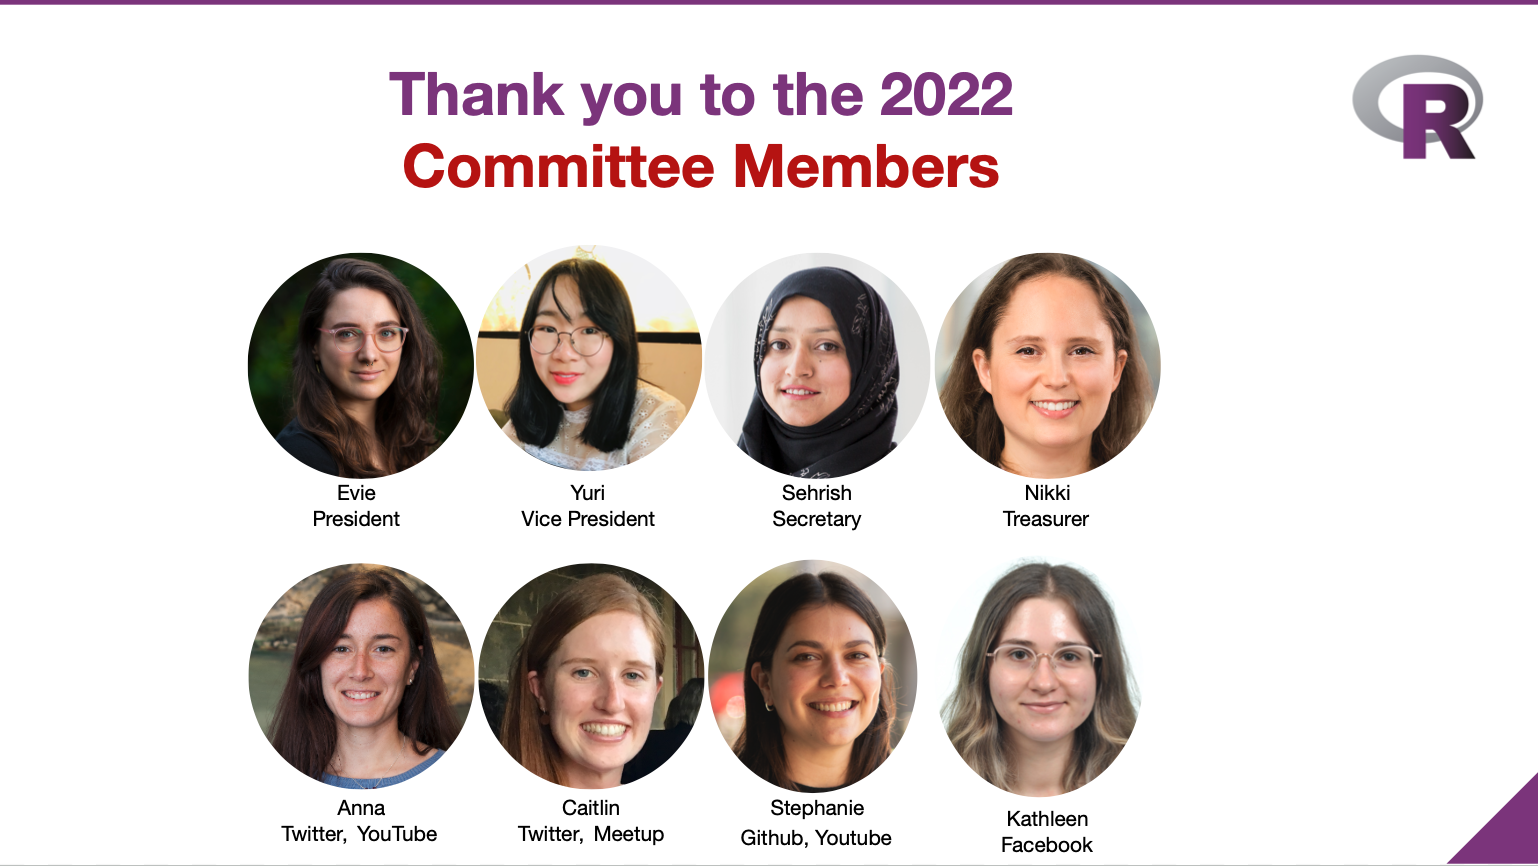 Thank you to the 2022
Committee Members
R
Evie
President
Yuri
Vice President
Sehrish
Secretary
Nikki
Treasurer
Anna
Twitter, YouTube
Caitlin
Twitter, Meetup
Stephanie
Github, Youtube
Kathleen
Facebook